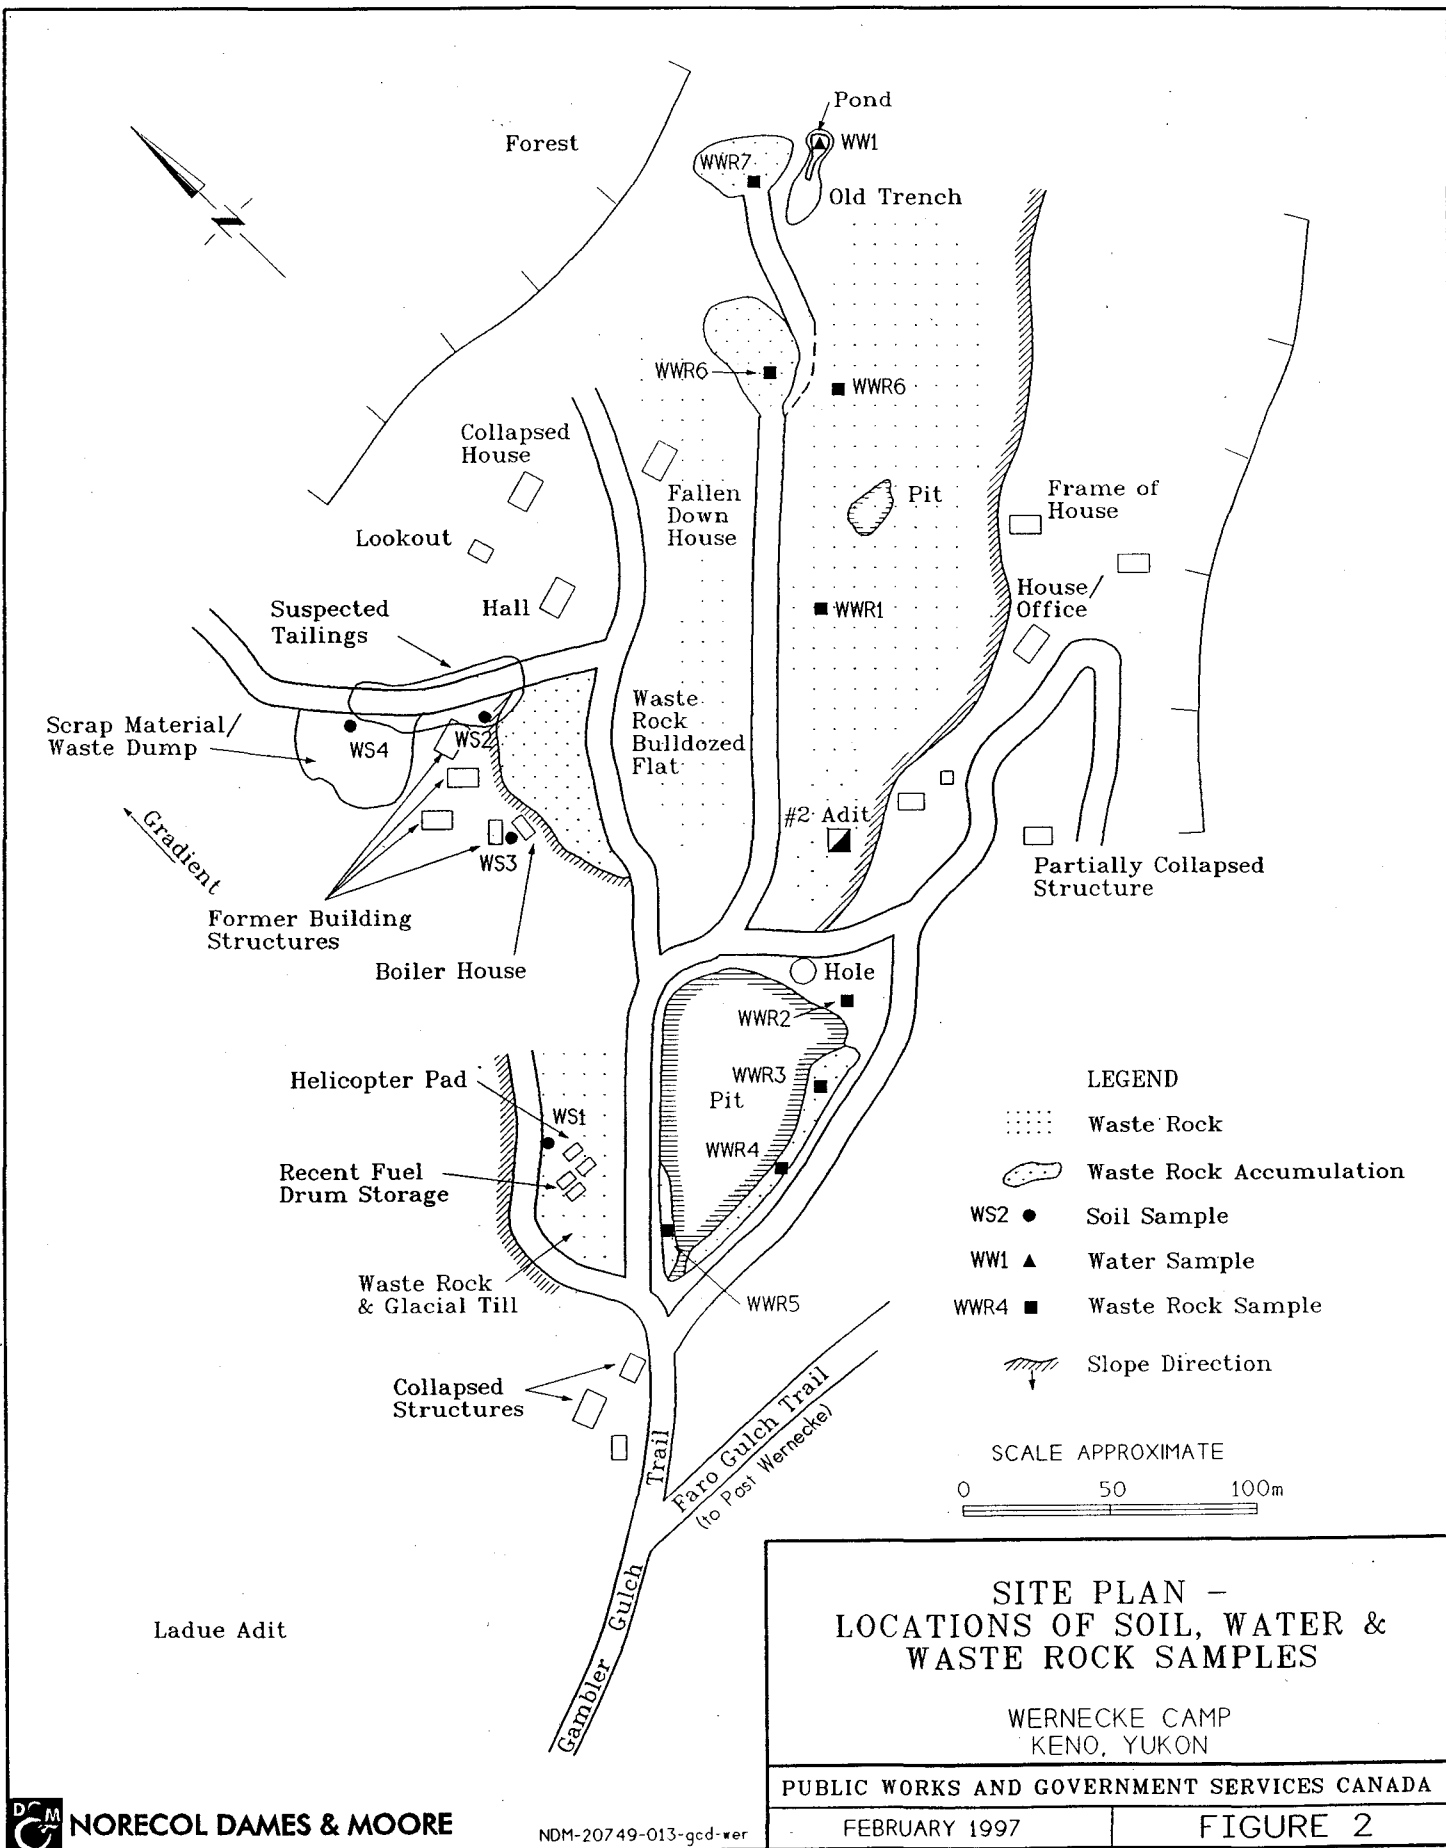 Pond
Forest
WW1
WWR7
Old Trench
N
WWR6
WWR6
Collapsed
House
Fallen
Down
House
Pit
Frame of
House
Lookout
Hall
House/
Office
Suspected
Tailings
WWR1
Scrap Material/
Waste Dump
WS4
WS2
Waste
Rock
Bulldozed
Flat
Gradient
#2 Adit
WS3
Partially Collapsed
Structure
Former Building
Structures
Boiler House
Hole
WWR2
Helicopter Pad
WWR3
Pit
WS1
WWR4
Recent Fuel
Drum Storage
Waste Rock
& Glacial Till
WWR5
LEGEND
Waste Rock
Waste Rock Accumulation
WS2 Soil Sample
WW1 Water Sample
WWR4 Waste Rock Sample
Slope Direction
Collapsed
Structures
Gambler Gulch Trail
Faro Gulch Trail
(to Past Wernecke)
SCALE APPROXIMATE
0 50 100m
Ladue Adit
SITE PLAN –
LOCATIONS OF SOIL, WATER &
WASTE ROCK SAMPLES
WERNECKE CAMP
KENO, YUKON
PUBLIC WORKS AND GOVERNMENT SERVICES CANADA
FEBRUARY 1997 FIGURE 2
D M
NORECOL DAMES & MOORE
NDM-20749-013-gcd-wer